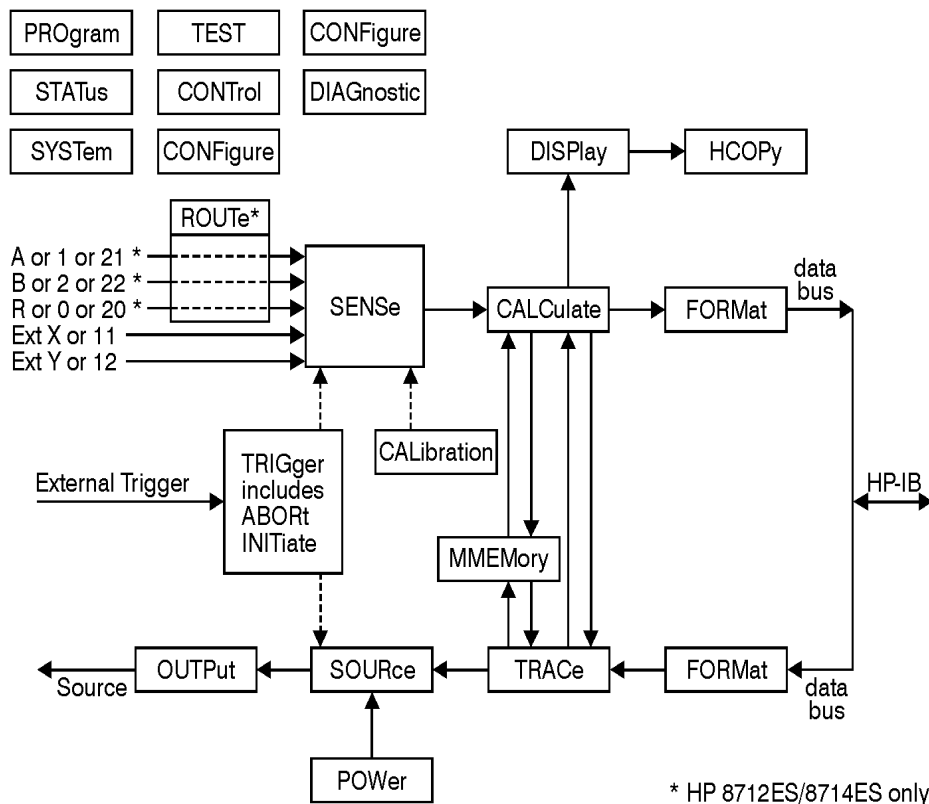 PROgram TEST CONFigure
STATus CONTrol DIAGnostic
SYSTem CONFigure
DISPlay HCOPy
ROUTe*
A or 1 or 21 *
B or 2 or 22 *
R or 0 or 20 *
Ext X or 11
Ext Y or 12
SENSe
CALCulate
FORMat
data
bus
CALibration
External Trigger
TRIGger
includes
ABORt
INITiate
HP-IB
MMEMory
Source
OUTPut
SOURce
TRACe
FORMat
data
bus
POWer
* HP 8712ES/8714ES only